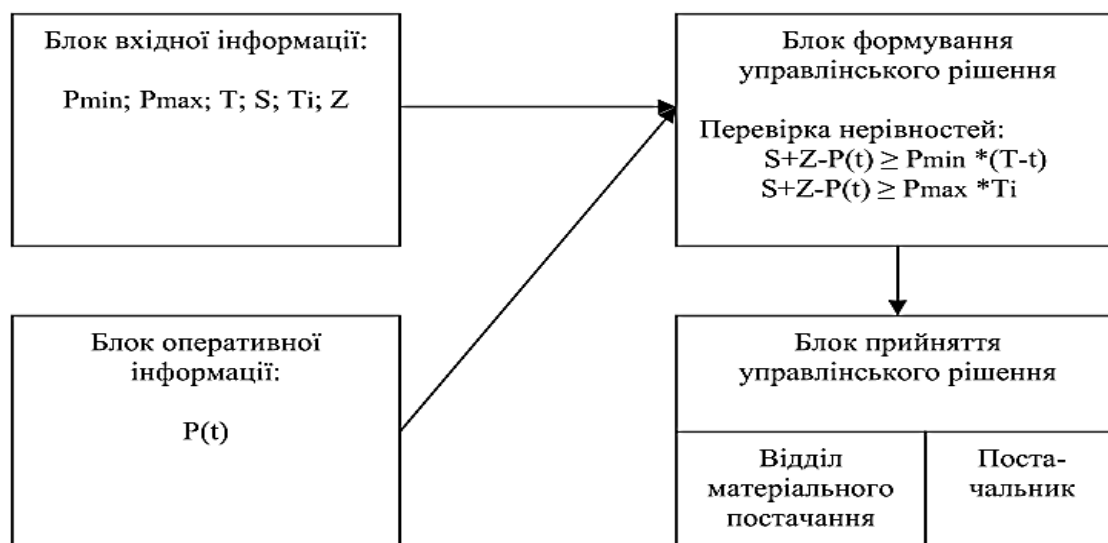 Блок вхідної інформації:
Pmin; Pmax; T; S; Ti; Z
Блок формування
управлінського рішення
Перевірка нерівностей:
S+Z-P(t) ≥ Pmin *(T-t)
S+Z-P(t) ≥ Pmax *Ti
Блок оперативної
інформації:
P(t)
Блок прийняття
управлінського рішення
Відділ
матеріального
постачання
Поста-
чальник